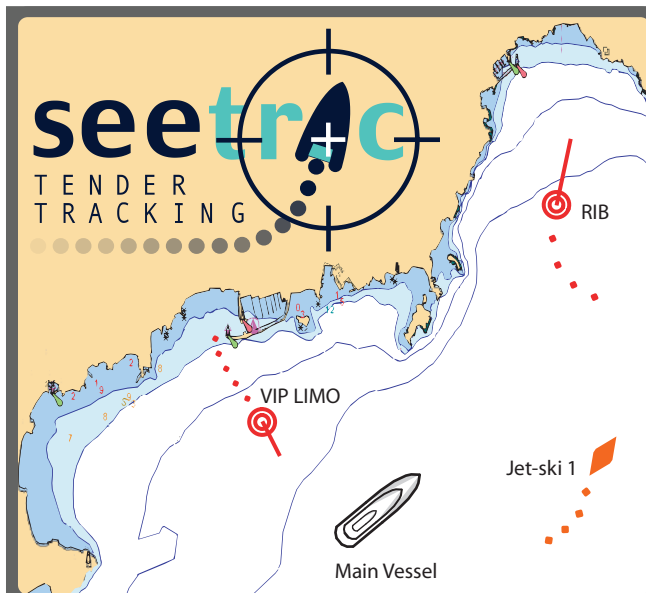 seetrac
TENDER
TRACKING
RIB
VIP LIMO
Jet-ski 1
Main Vessel